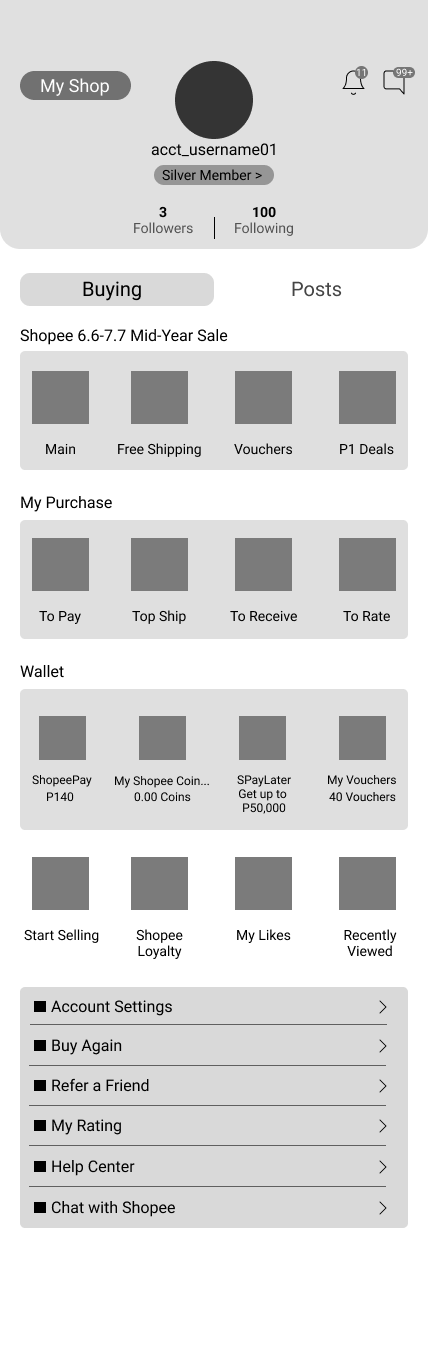 My Shop
11
99+
acct_username01
Silver Member >
3
Followers
100
Following
Buying
Posts
Shopee 6.6-7.7 Mid-Year Sale
Main
Free Shipping
Vouchers
P1 Deals
My Purchase
To Pay
Top Ship
To Receive
To Rate
Wallet
ShopeePay
P140
My Shopee Coin...
0.00 Coins
SPayLater
Get up to
P50,000
My Vouchers
40 Vouchers
Start Selling
Shopee
Loyalty
My Likes
Recently
Viewed
Account Settings
Buy Again
Refer a Friend
My Rating
Help Center
Chat with Shopee